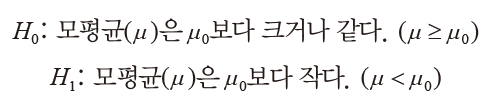 H₀: 모평균(μ)은 μ₀보다 크거나 같다. (μ ≥ μ₀)
H₁: 모평균(μ)은 μ₀보다 작다. (μ < μ₀)